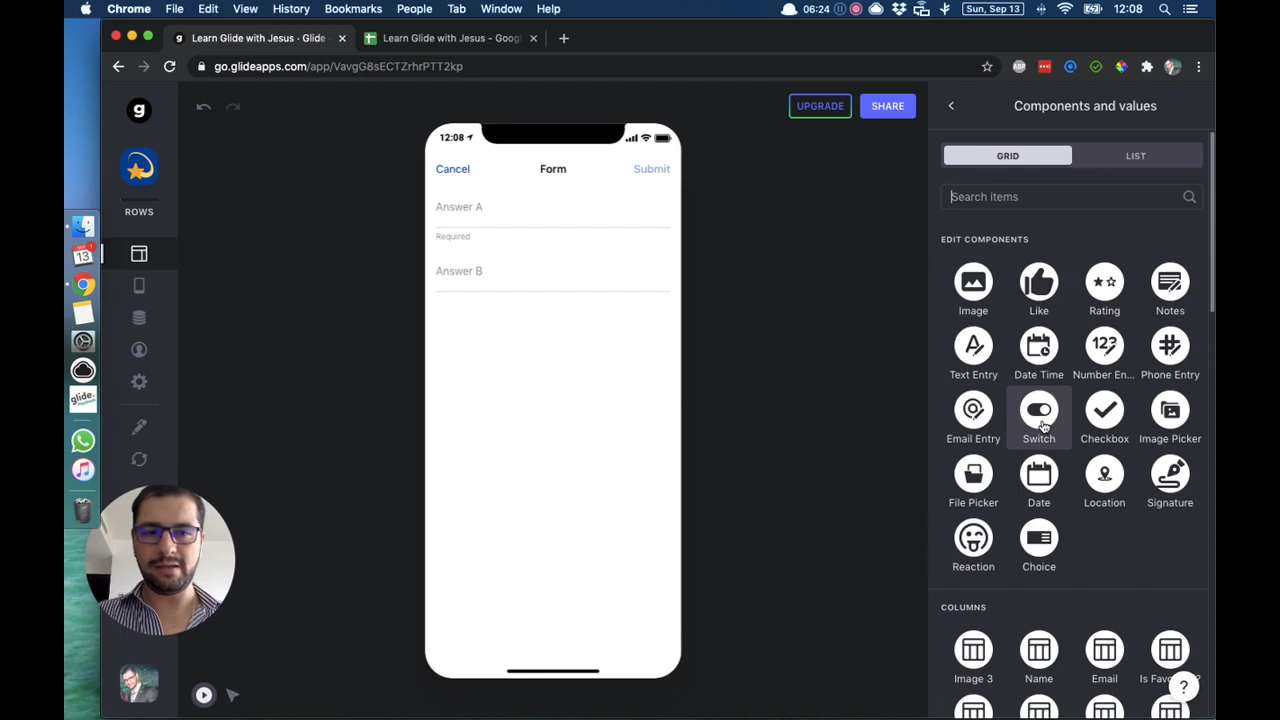 Chrome File Edit View History Bookmarks People Tab Window Help
06:24 Sun, Sep 13 12:08
Learn Glide with Jesus · Glide
Learn Glide with Jesus - Goog
go.glideapps.com/app/VavgG8sECTZrhrPTT2kp
g
ROWS
UPGRADE
SHARE
12:08
Cancel Form Submit
Answer A
Required
Answer B
Components and values
GRID LIST
Search items
EDIT COMPONENTS
Image Like Rating Notes
Text Entry Date Time Number En... Phone Entry
Email Entry Switch Checkbox Image Picker
File Picker Date Location Signature
Reaction Choice
COLUMNS
Image 3 Name Email Is Favo
?
13
glide